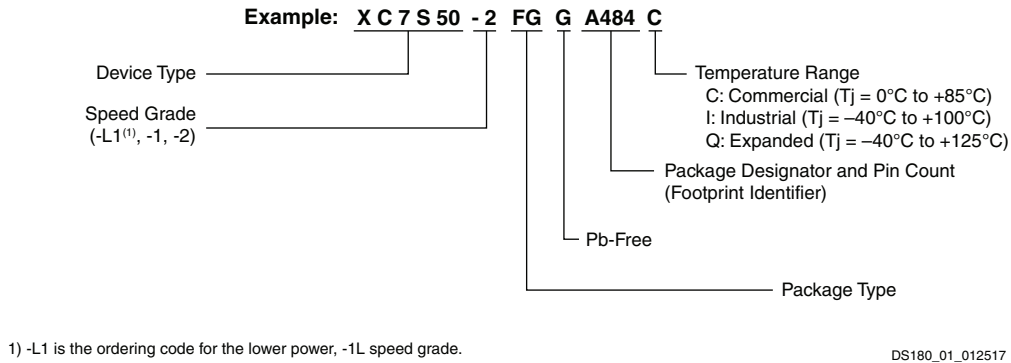 Example: X C 7 S 50 - 2 FG G A484 C
Device Type
Speed Grade
(-L1(1), -1, -2)
Temperature Range
C: Commercial (Tj = 0°C to +85°C)
I: Industrial (Tj = –40°C to +100°C)
Q: Expanded (Tj = –40°C to +125°C)
Package Designator and Pin Count
(Footprint Identifier)
Pb-Free
Package Type
1) -L1 is the ordering code for the lower power, -1L speed grade.
DS180_01_012517